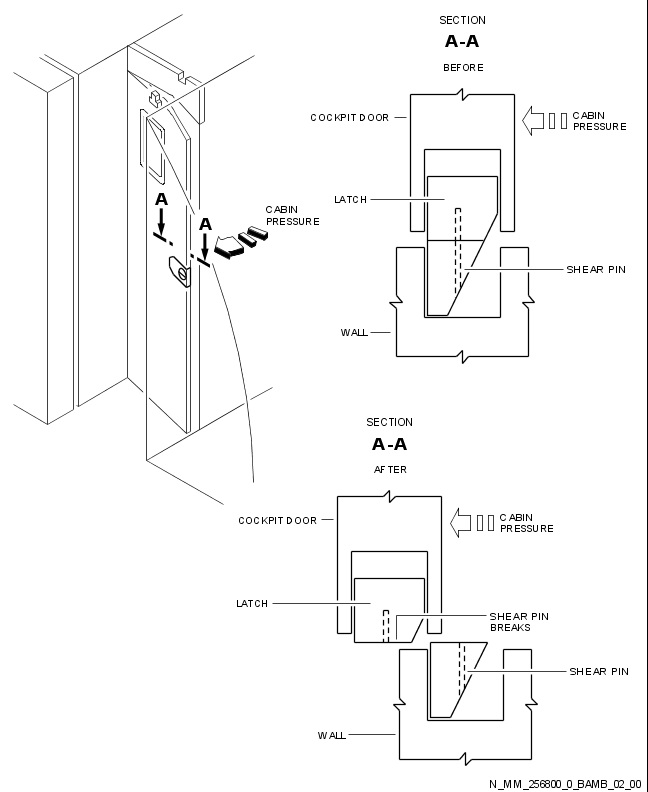 SECTION
A-A
BEFORE
COCKPIT DOOR
CABIN
PRESSURE
LATCH
SHEAR PIN
WALL
A
A
CABIN
PRESSURE
SECTION
A-A
AFTER
COCKPIT DOOR
CABIN
PRESSURE
LATCH
SHEAR PIN
BREAKS
SHEAR PIN
WALL
N_MM_256800_0_BAMB_02_00